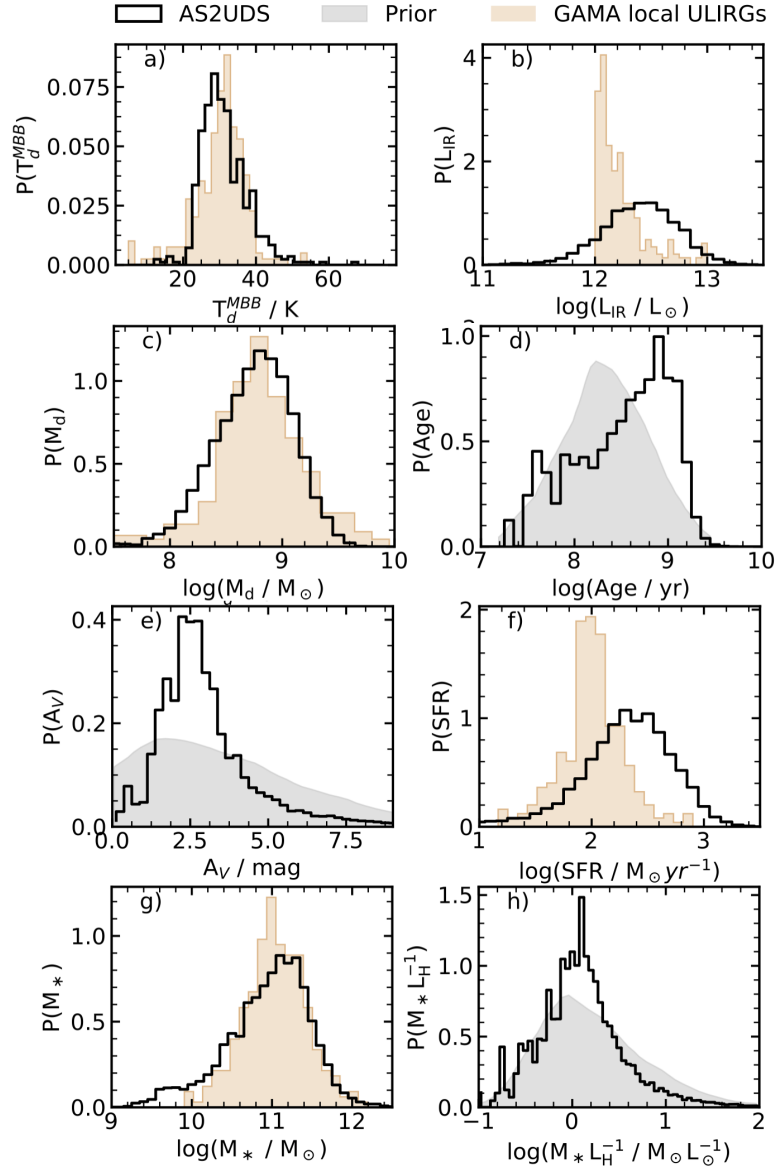 AS2UDS Prior GAMA local ULIRGs
a) b)
P(T_d^{MBB}) 0.075 0.050 0.025 0.000
20 40 60
T_d^{MBB} / K
P(L_{IR}) 4 2 0
11 12 13
log(L_{IR} / L_⊙)
c) d)
P(M_d) 1.0 0.5 0.0
8 9 10
log(M_d / M_⊙)
P(Age) 1.0 0.5 0.0
7 8 9 10
log(Age / yr)
e) f)
P(A_V) 0.4 0.2 0.0
0 2.5 7.5
5.0
A_V / mag
P(SFR) 2 1 0
1 2 3
log(SFR / M_⊙yr^{-1})
g) h)
P(M_*) 1.0 0.5 0.0
9 10 11 12
log(M_* / M_⊙)
P(M_* L_H^{-1}) 1.5 1.0 0.5 0.0
−1 0 1 2
log(M_* L_H^{-1} / M_⊙ L_⊙^{-1})